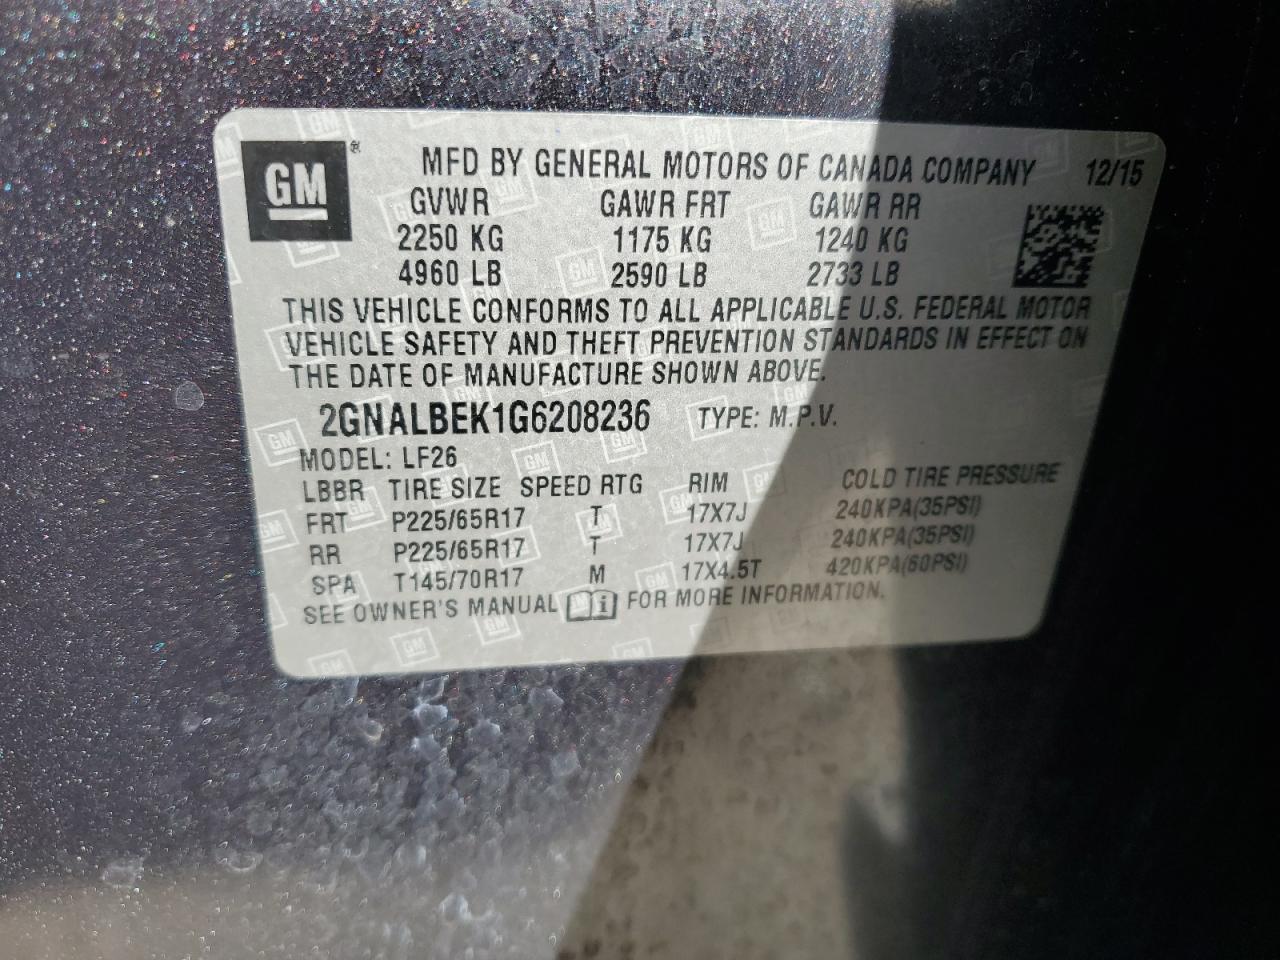 GM ® MFD BY GENERAL MOTORS OF CANADA COMPANY 12/15
GVWR GAWR FRT GAWR RR
2250 KG 1175 KG 1240 KG
4960 LB 2590 LB 2733 LB
THIS VEHICLE CONFORMS TO ALL APPLICABLE U.S. FEDERAL MOTOR
VEHICLE SAFETY AND THEFT PREVENTION STANDARDS IN EFFECT ON
THE DATE OF MANUFACTURE SHOWN ABOVE.
2GNALBEK1G6208236 TYPE: M.P.V.
MODEL: LF26
LBBR TIRE SIZE SPEED RTG RIM COLD TIRE PRESSURE
FRT P225/65R17 T 17X7J 240KPA(35PSI)
RR P225/65R17 T 17X7J 240KPA(35PSI)
SPA T145/70R17 M 17X4.5T 420KPA(60PSI)
SEE OWNER'S MANUAL i FOR MORE INFORMATION.